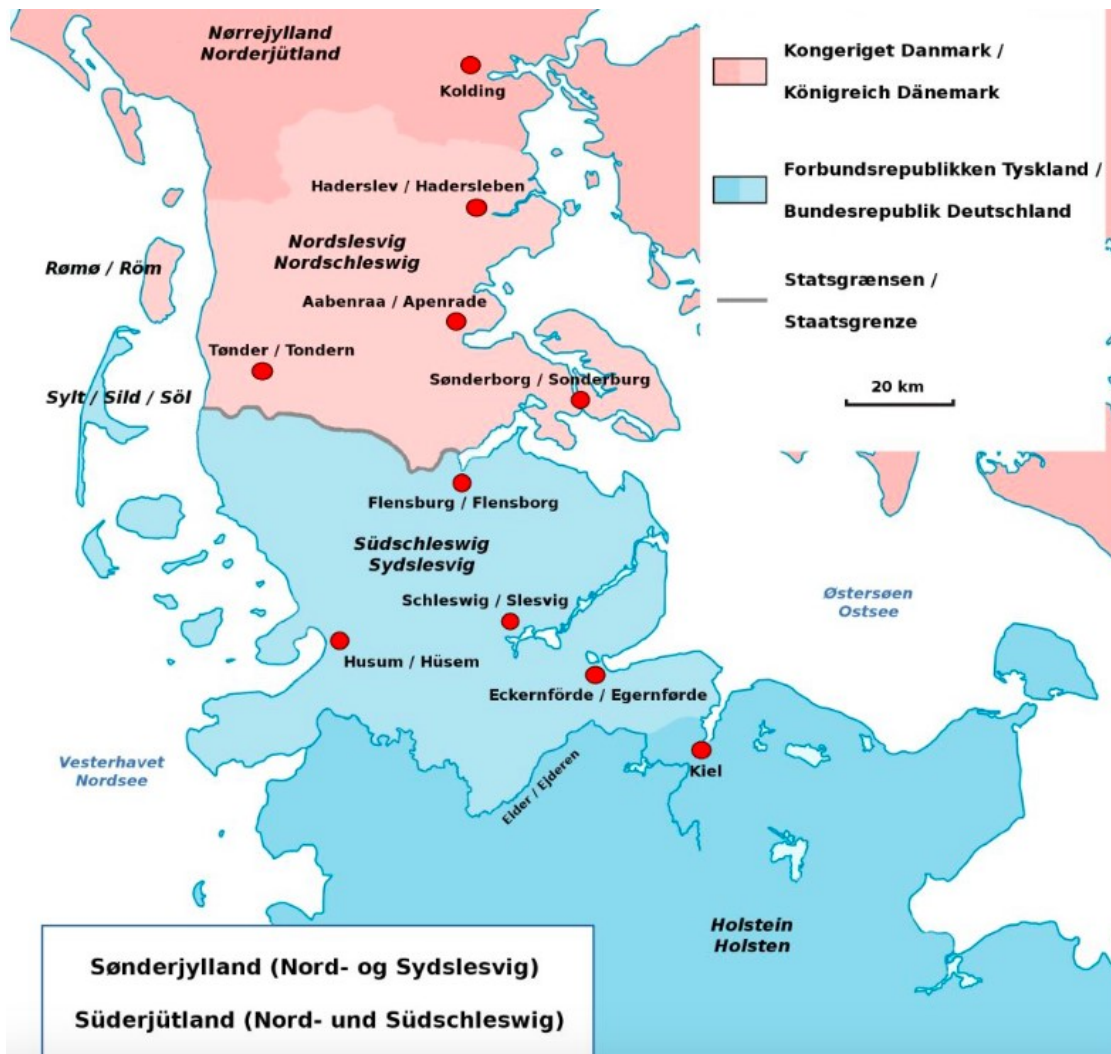 Nørrejylland
Norderjütland
Kolding
Kongeriget Danmark /
Königreich Dänemark
Forbundsrepublikken Tyskland /
Bundesrepublik Deutschland
Statsgrænsen /
Staatsgrenze
20 km
Haderslev / Hadersleben
Nordslesvig
Nordschleswig
Rømø / Röm
Aabenraa / Apenrade
Tønder / Tondern
Sønderborg / Sonderburg
Sylt / Sild / Söl
Flensburg / Flensborg
Südschleswig
Sydslesvig
Schleswig / Slesvig
Østersøen
Ostsee
Husum / Hüsem
Eckernförde / Egernførde
Vesterhavet
Nordsee
Kiel
Eider / Ejderen
Holstein
Holsten
Sønderjylland (Nord- og Sydslesvig)
Süderjütland (Nord- und Südschleswig)